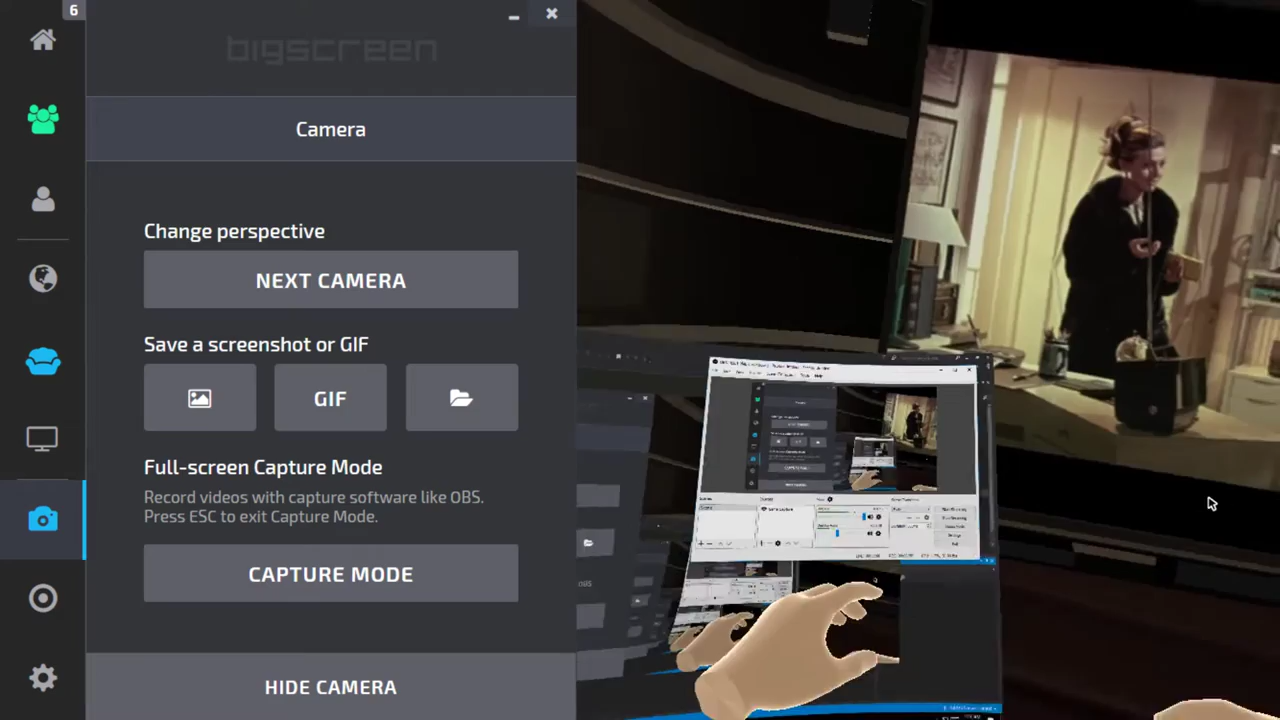 6
bigscreen
Camera
Change perspective
NEXT CAMERA
Save a screenshot or GIF
GIF
Full-screen Capture Mode
Record videos with capture software like OBS.
Press ESC to exit Capture Mode.
CAPTURE MODE
HIDE CAMERA